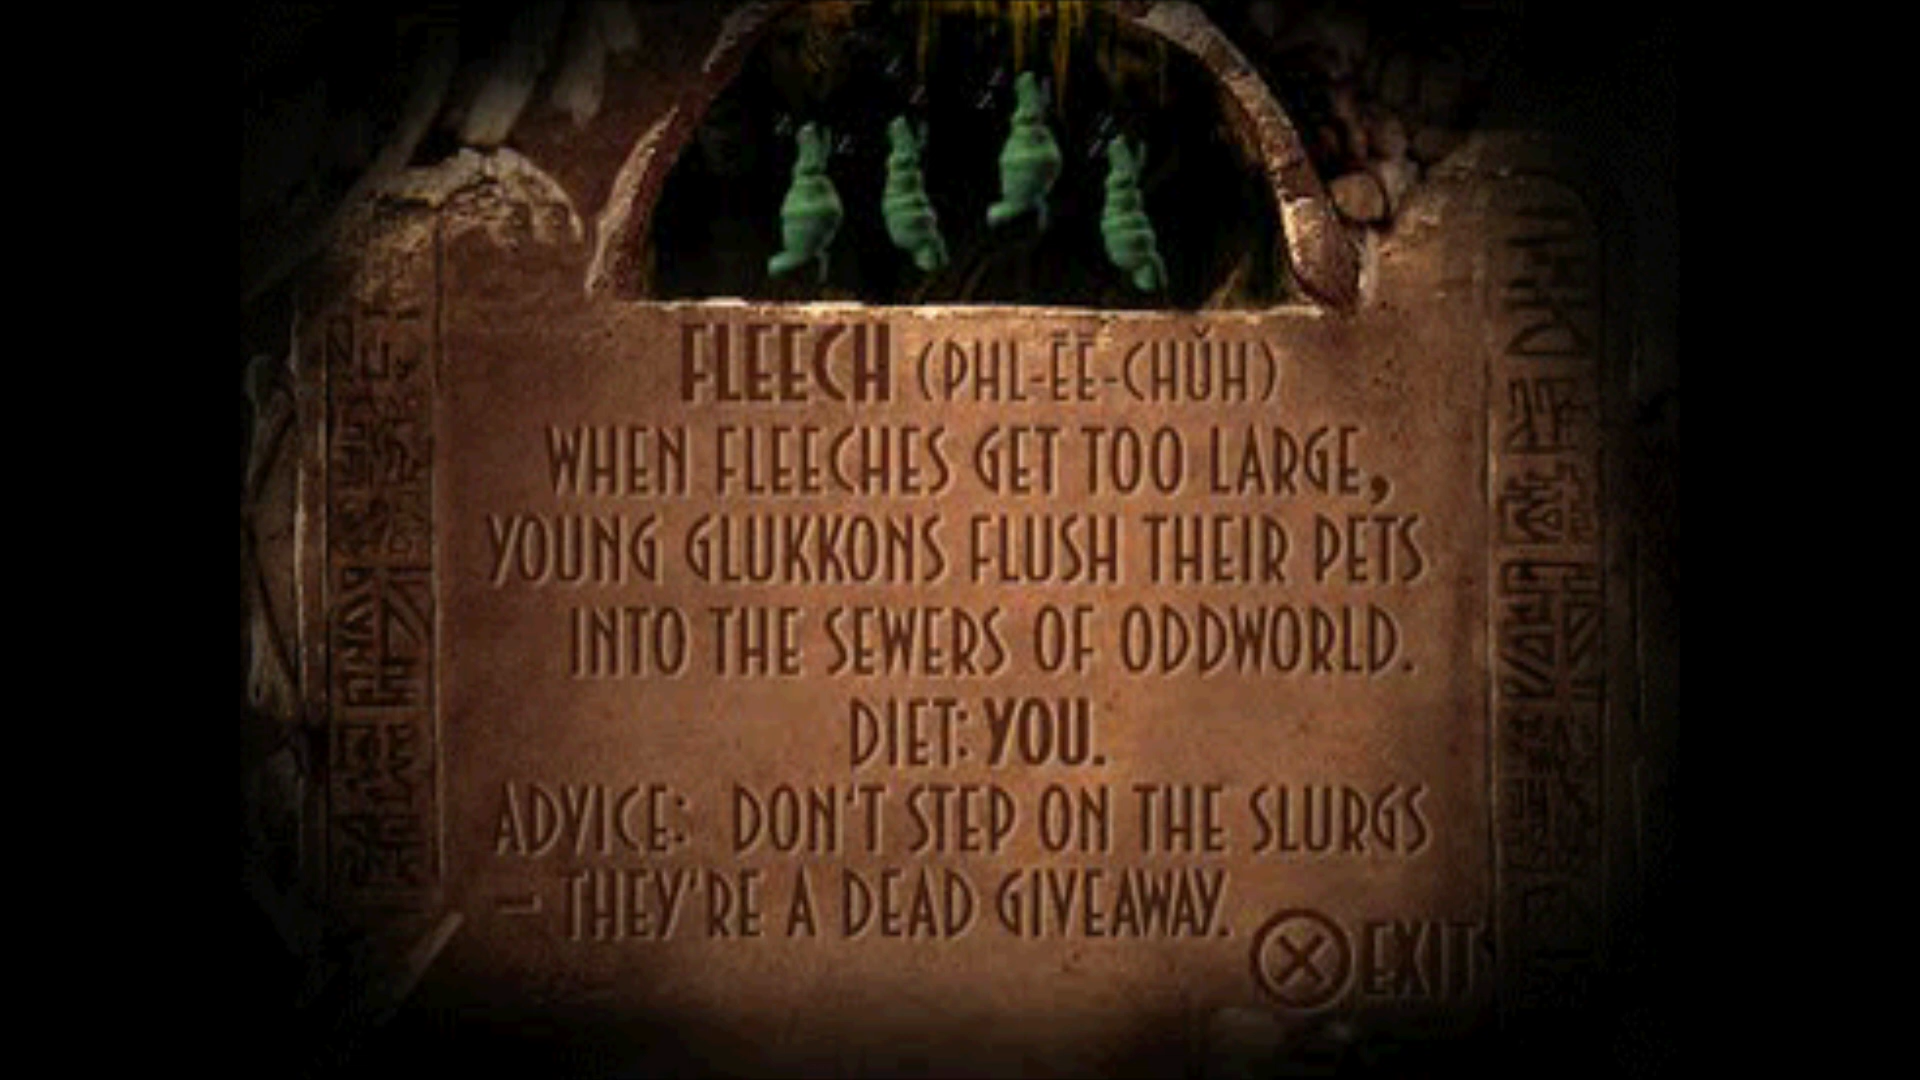 FLEECH (PHL-ĒĒ-CHŬH)
WHEN FLEECHES GET TOO LARGE,
YOUNG GLUKKONS FLUSH THEIR PETS
INTO THE SEWERS OF ODDWORLD.
DIET: YOU.
ADVICE: DON'T STEP ON THE SLURGS
- THEY'RE A DEAD GIVEAWAY.
EXIT